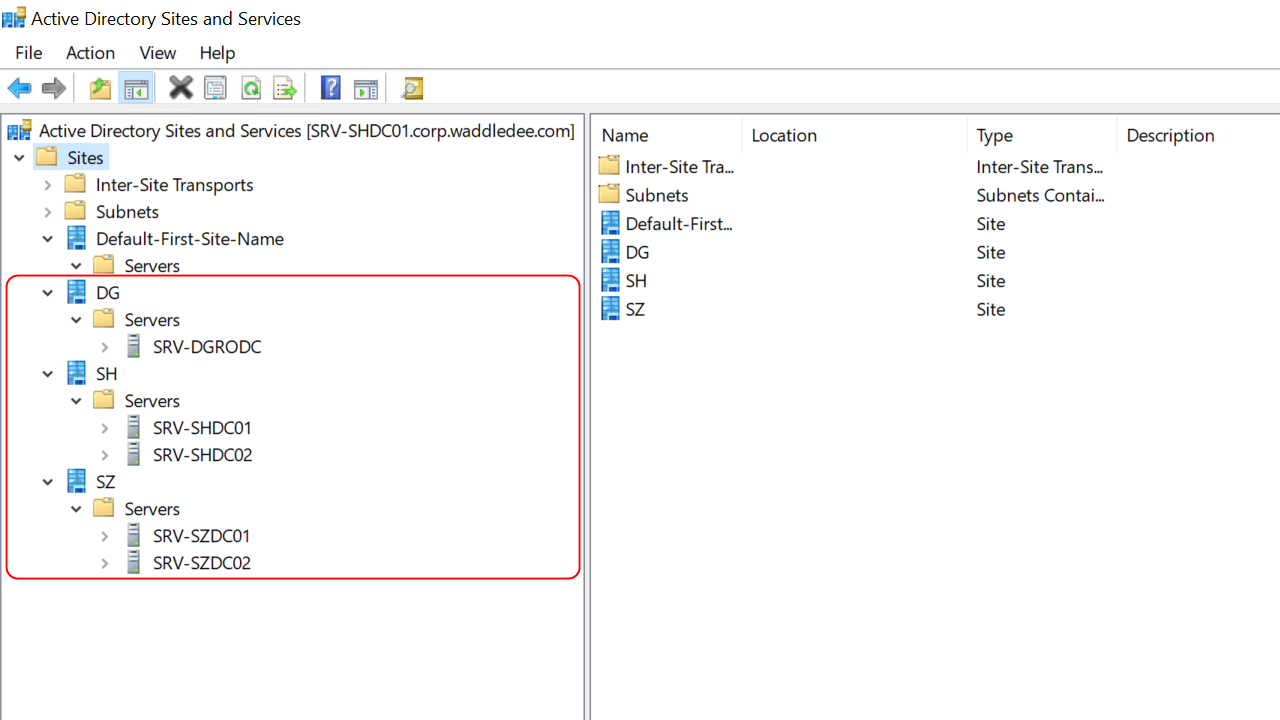 Active Directory Sites and Services
File Action View Help
Active Directory Sites and Services [SRV-SHDC01.corp.waddledee.com]
Sites
Inter-Site Transports
Subnets
Default-First-Site-Name
Servers
DG
Servers
SRV-DGRODC
SH
Servers
SRV-SHDC01
SRV-SHDC02
SZ
Servers
SRV-SZDC01
SRV-SZDC02
Name Location Type Description
Inter-Site Tra... Inter-Site Trans...
Subnets Subnets Contai...
Default-First... Site
DG Site
SH Site
SZ Site